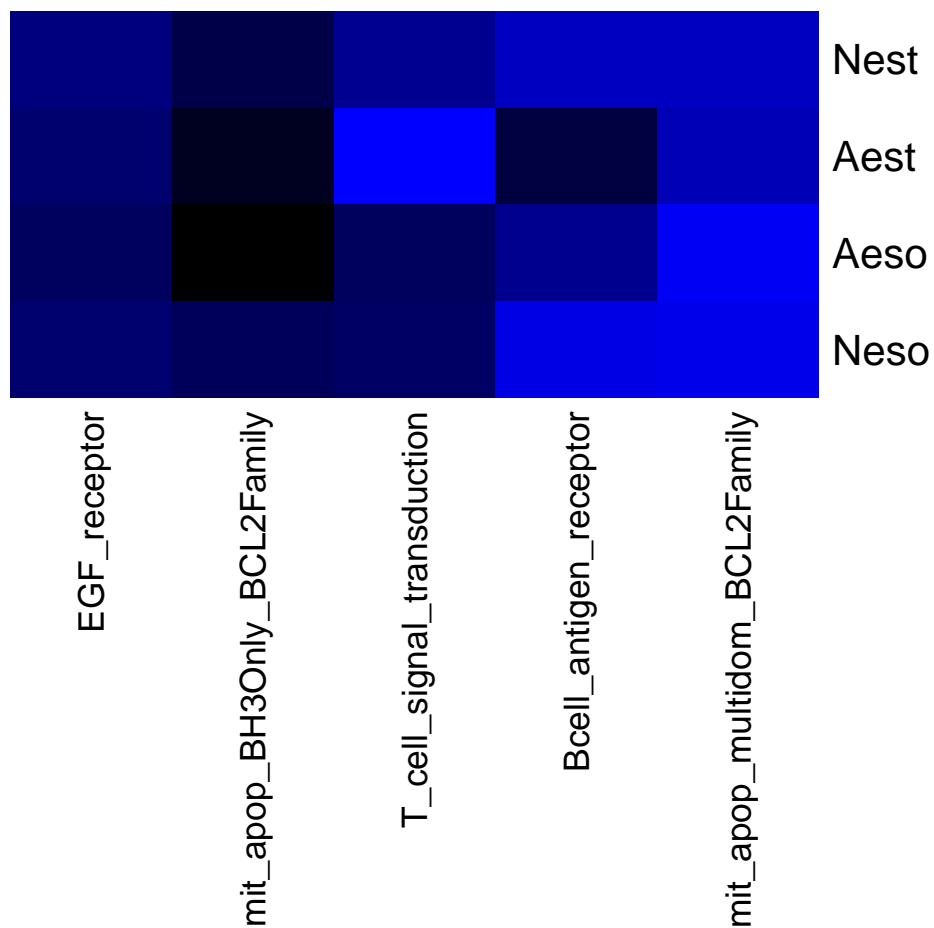 Nest
Aest
Aeso
Neso
EGF_receptor
mit_apop_BH3Only_BCL2Family
T_cell_signal_transduction
Bcell_antigen_receptor
mit_apop_multidom_BCL2Family